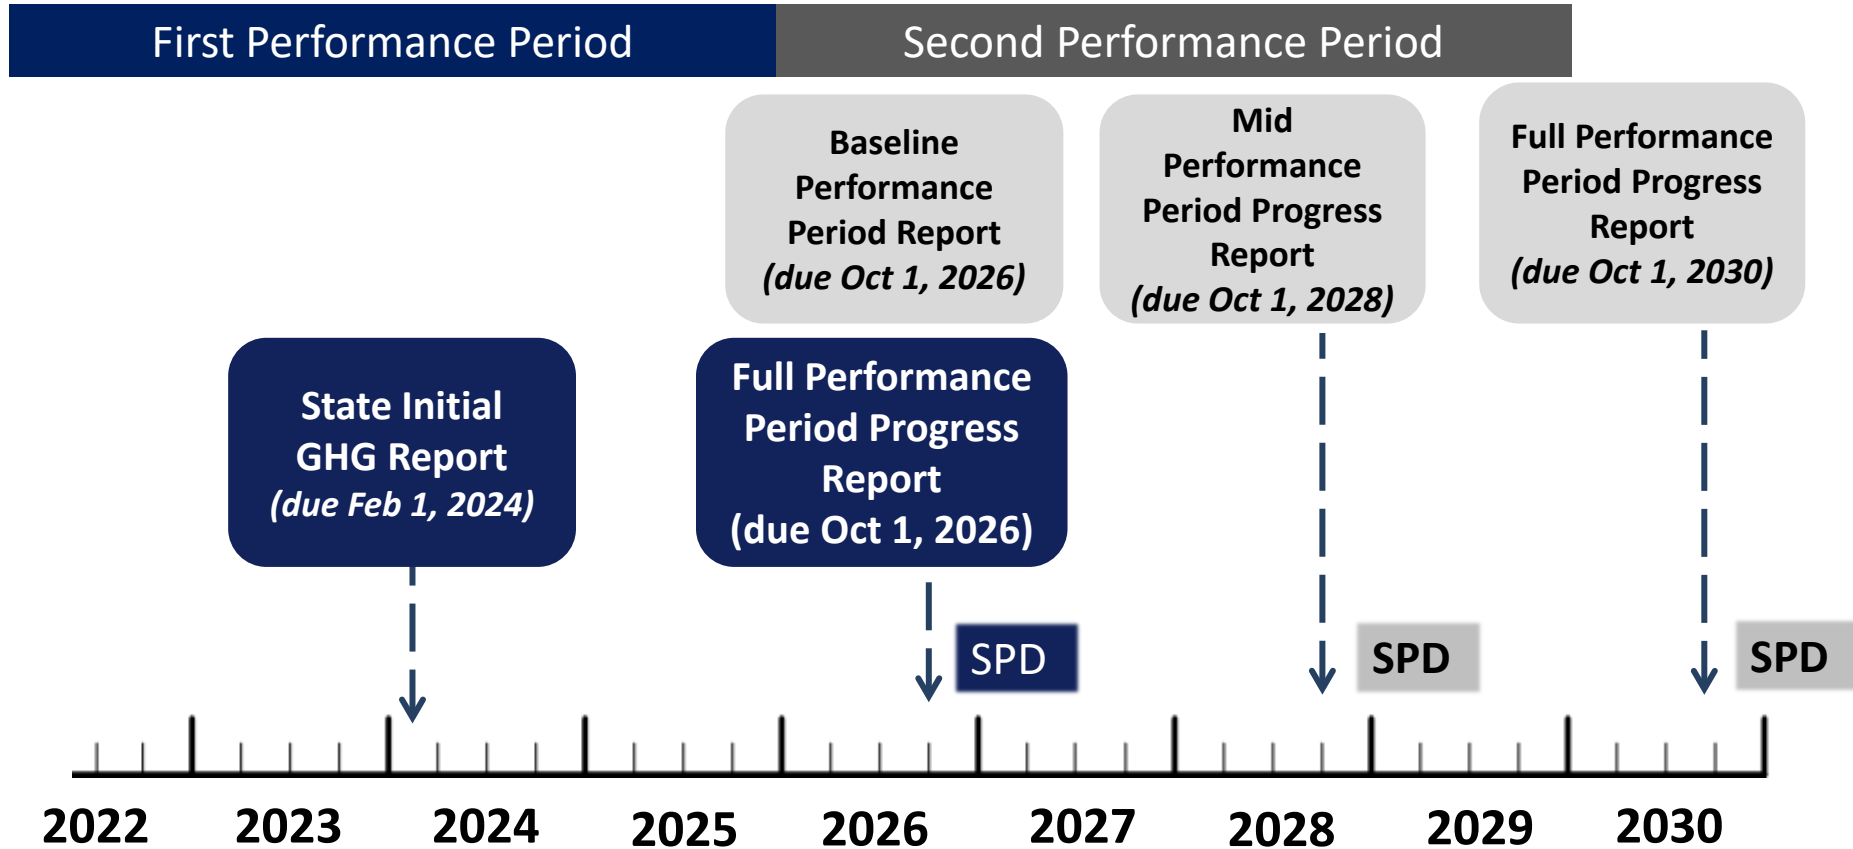 First Performance Period
Second Performance Period
Baseline
Performance
Period Report
(due Oct 1, 2026)
Mid
Performance
Period Progress
Report
(due Oct 1, 2028)
Full Performance
Period Progress
Report
(due Oct 1, 2030)
State Initial
GHG Report
(due Feb 1, 2024)
Full Performance
Period Progress
Report
(due Oct 1, 2026)
SPD
SPD
SPD
2022
2023
2024
2025
2026
2027
2028
2029
2030